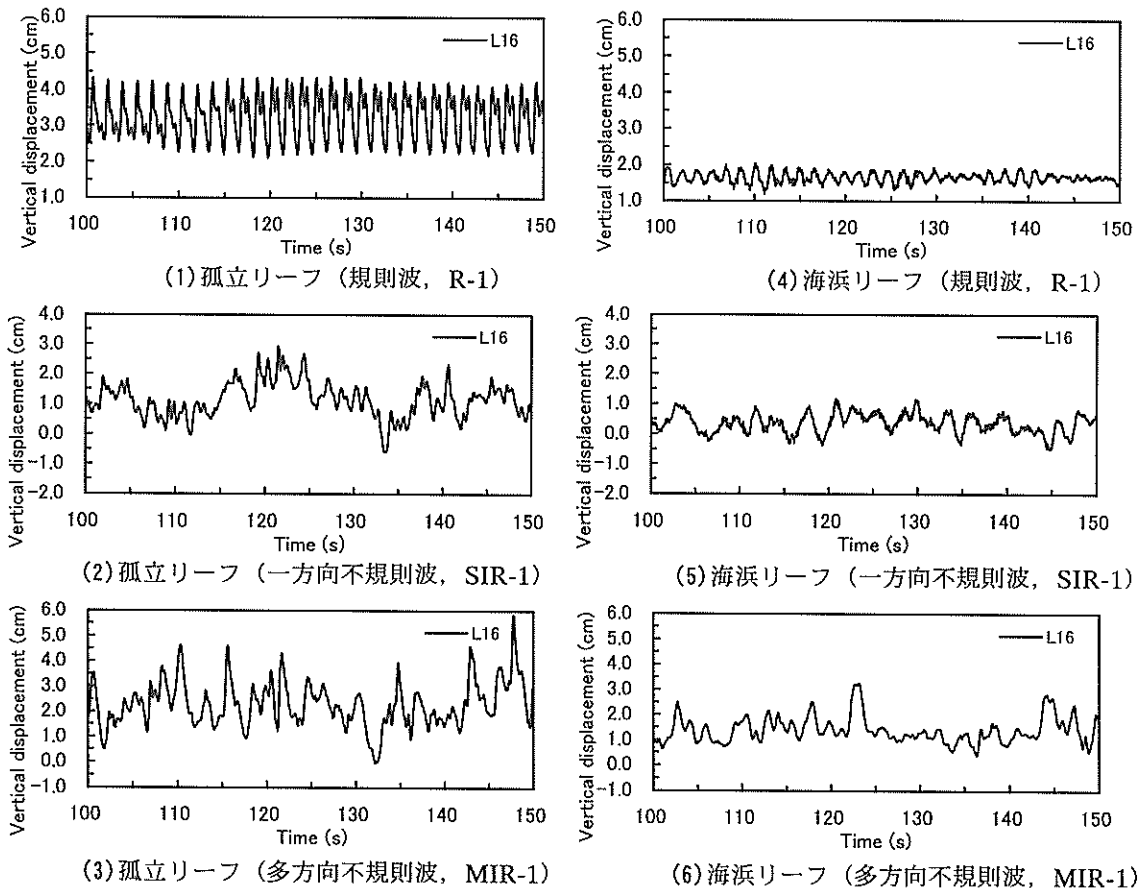 Vertical displacement (cm)
6.0
5.0
4.0
3.0
2.0
1.0
L16
100 110 120 130 140 150
Time (s)
(1)孤立リーフ(規則波, R-1)
Vertical displacement (cm)
6.0
5.0
4.0
3.0
2.0
1.0
L16
100 110 120 130 140 150
Time (s)
(4)海浜リーフ(規則波, R-1)
Vertical displacement (cm)
4.0
3.0
2.0
1.0
0.0
-1.0
-2.0
L16
100 110 120 130 140 150
Time (s)
(2)孤立リーフ(一方向不規則波, SIR-1)
Vertical displacement (cm)
4.0
3.0
2.0
1.0
0.0
-1.0
-2.0
L16
100 110 120 130 140 150
Time (s)
(5)海浜リーフ(一方向不規則波, SIR-1)
Vertical displacement (cm)
6.0
5.0
4.0
3.0
2.0
1.0
0.0
-1.0
L16
100 110 120 130 140 150
Time (s)
(3)孤立リーフ(多方向不規則波, MIR-1)
Vertical displacement (cm)
6.0
5.0
4.0
3.0
2.0
1.0
0.0
-1.0
L16
100 110 120 130 140 150
Time (s)
(6)海浜リーフ(多方向不規則波, MIR-1)